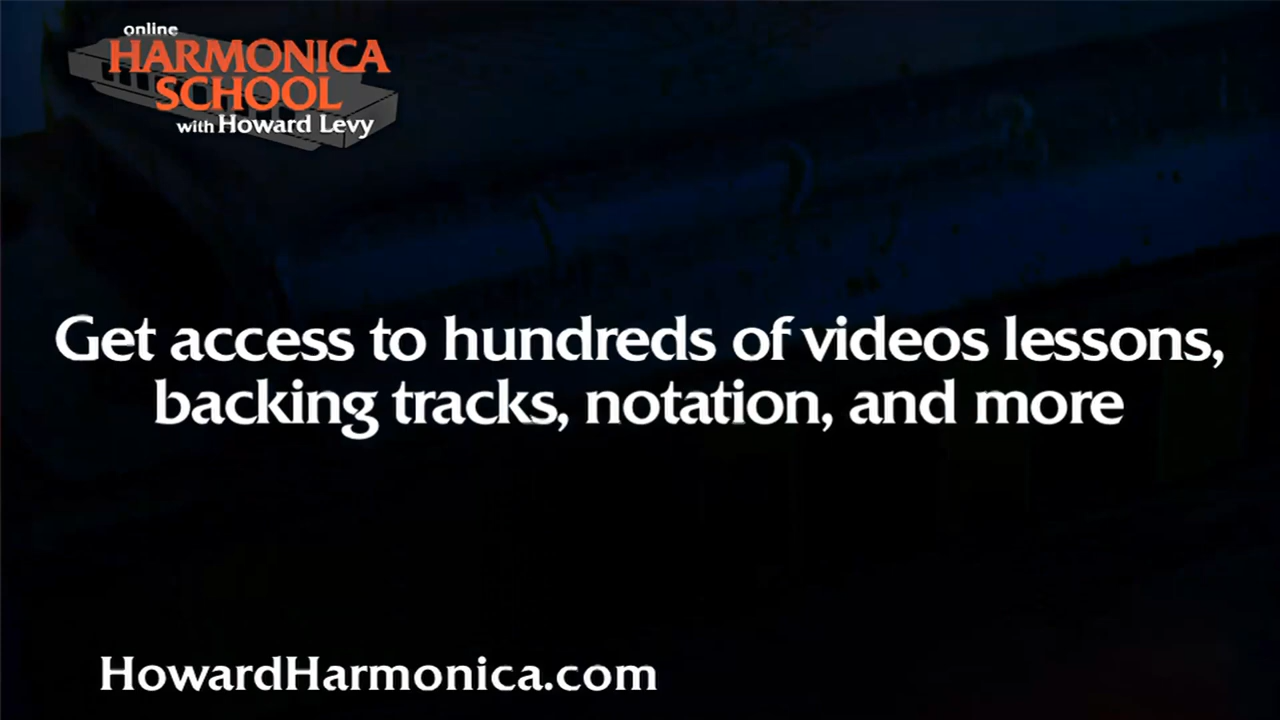 online
HARMONICA
SCHOOL
with Howard Levy
Get access to hundreds of videos lessons,
backing tracks, notation, and more
HowardHarmonica.com